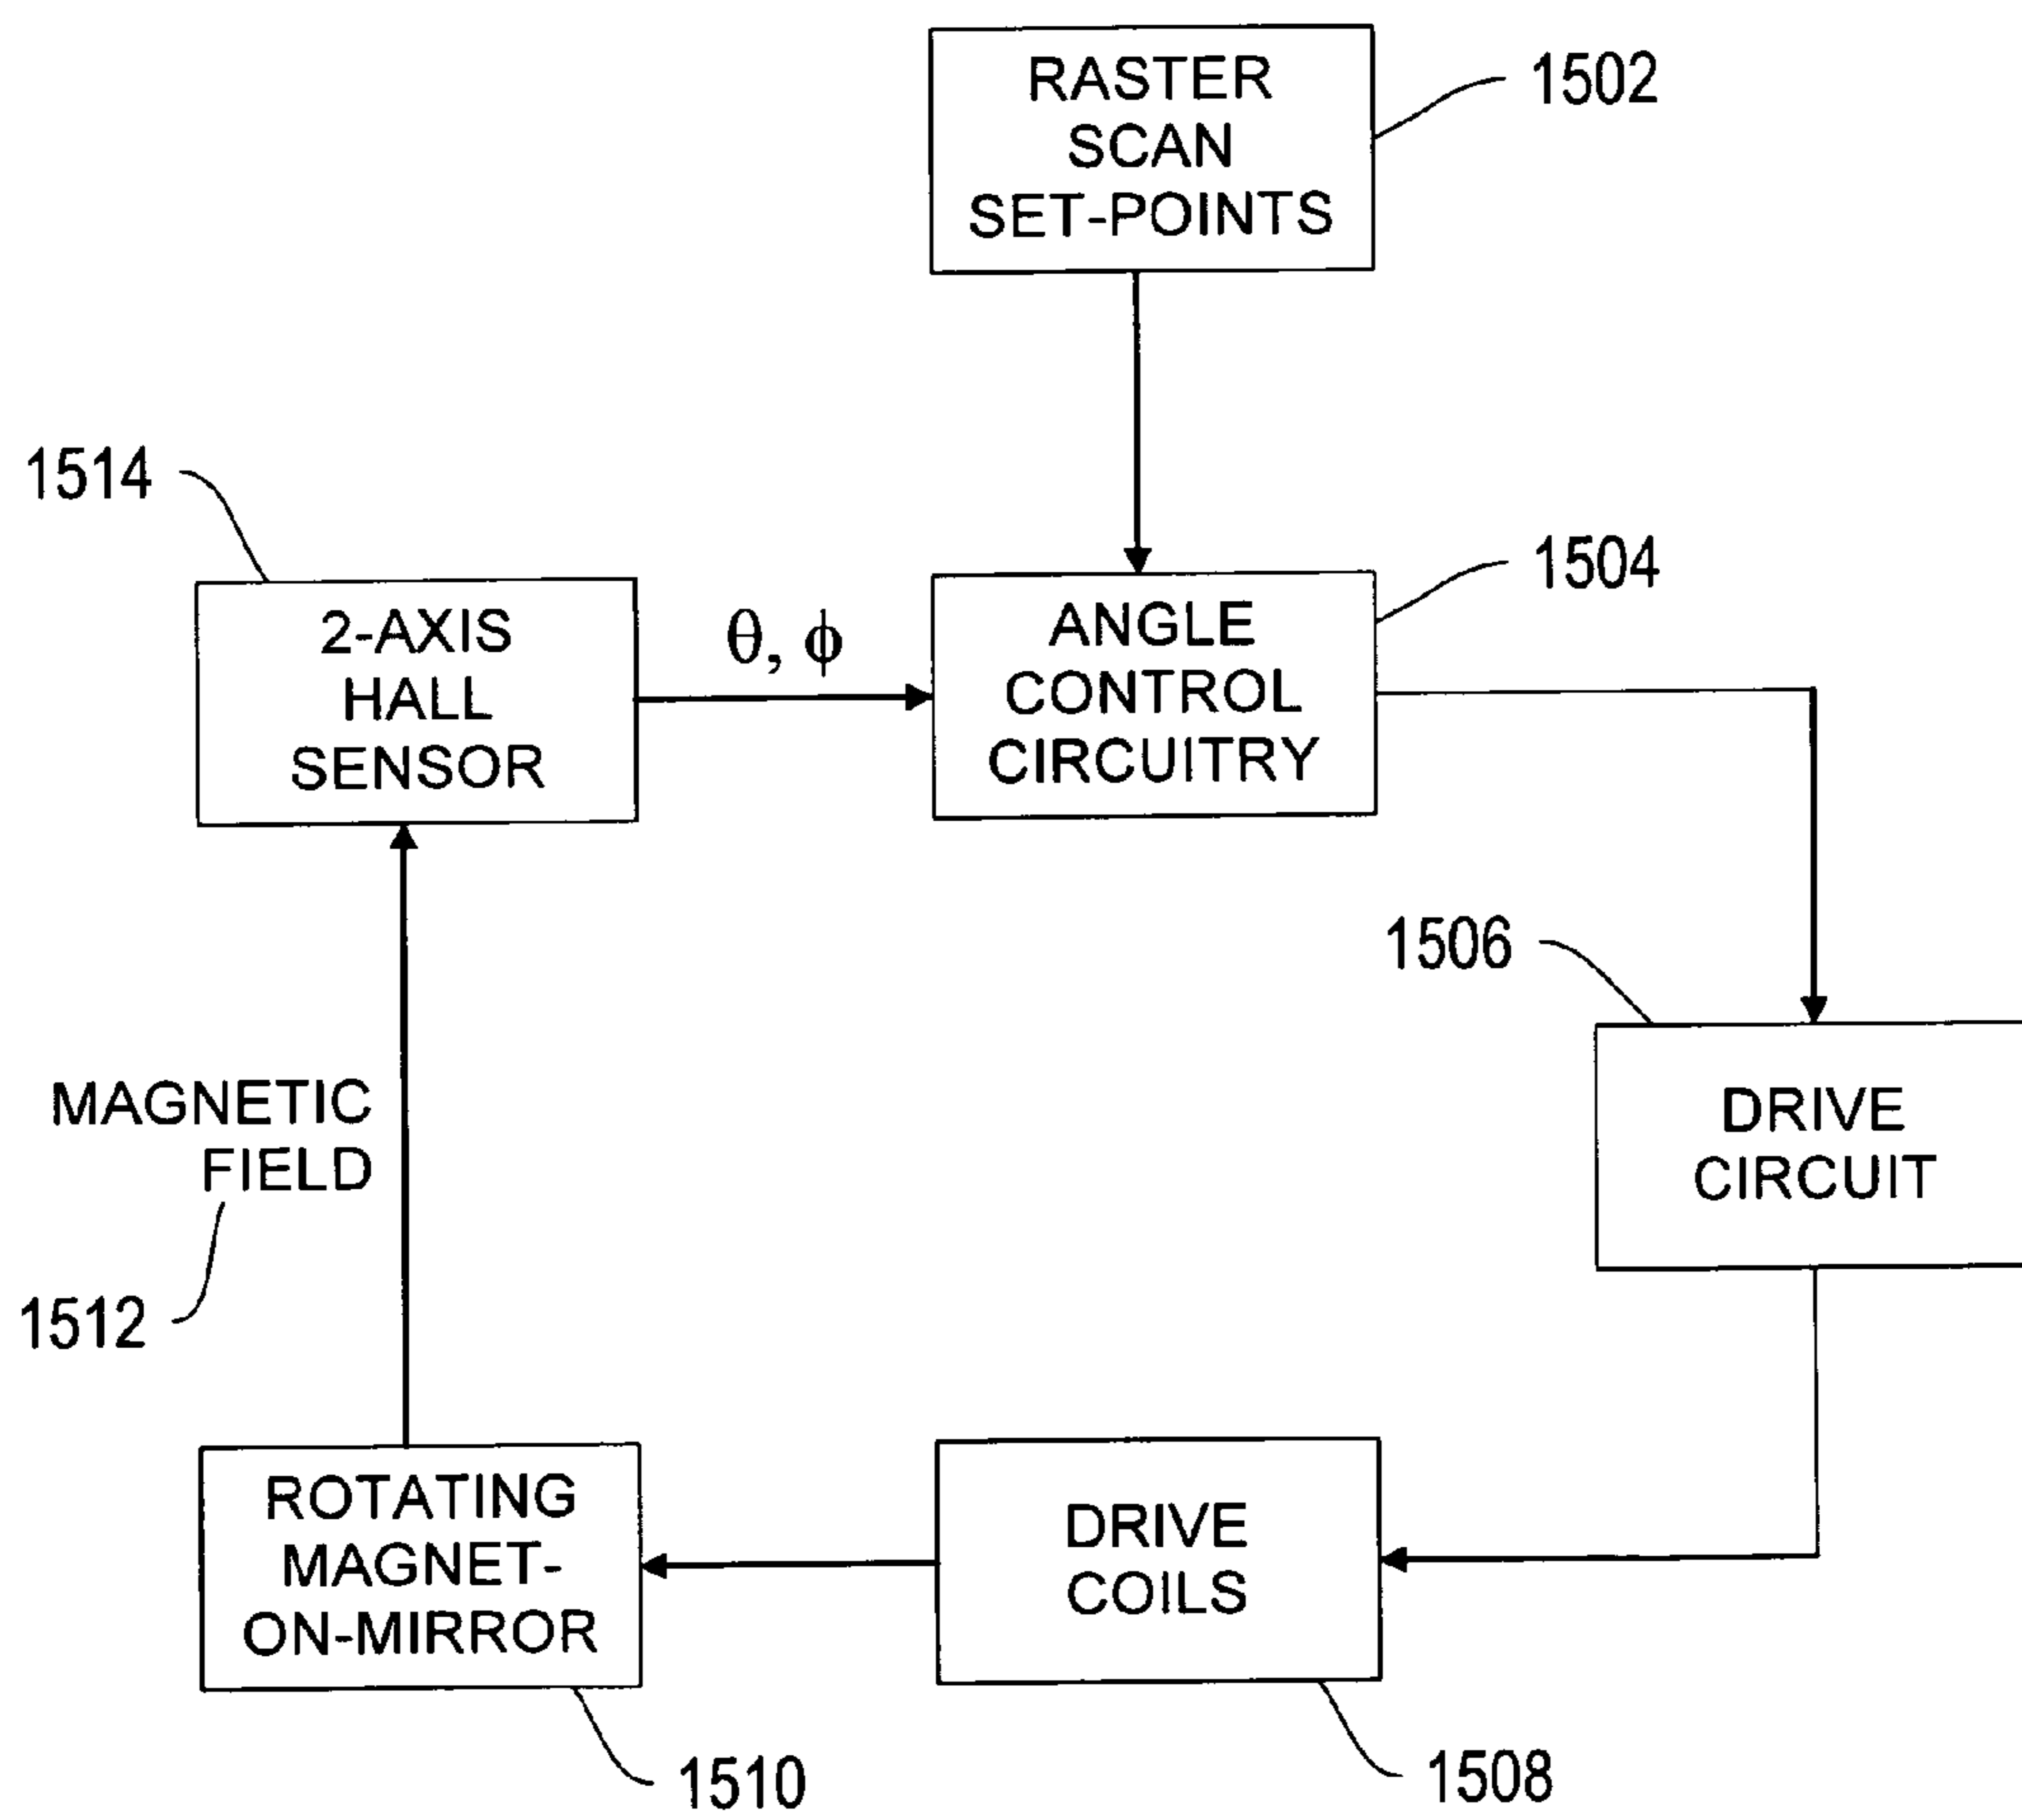 RASTER
SCAN
SET-POINTS
1502
1514
1504
2-AXIS
HALL
SENSOR
θ, ϕ
ANGLE
CONTROL
CIRCUITRY
1506
MAGNETIC
FIELD
DRIVE
CIRCUIT
1512
ROTATING
MAGNET-
ON-MIRROR
DRIVE
COILS
1510
1508